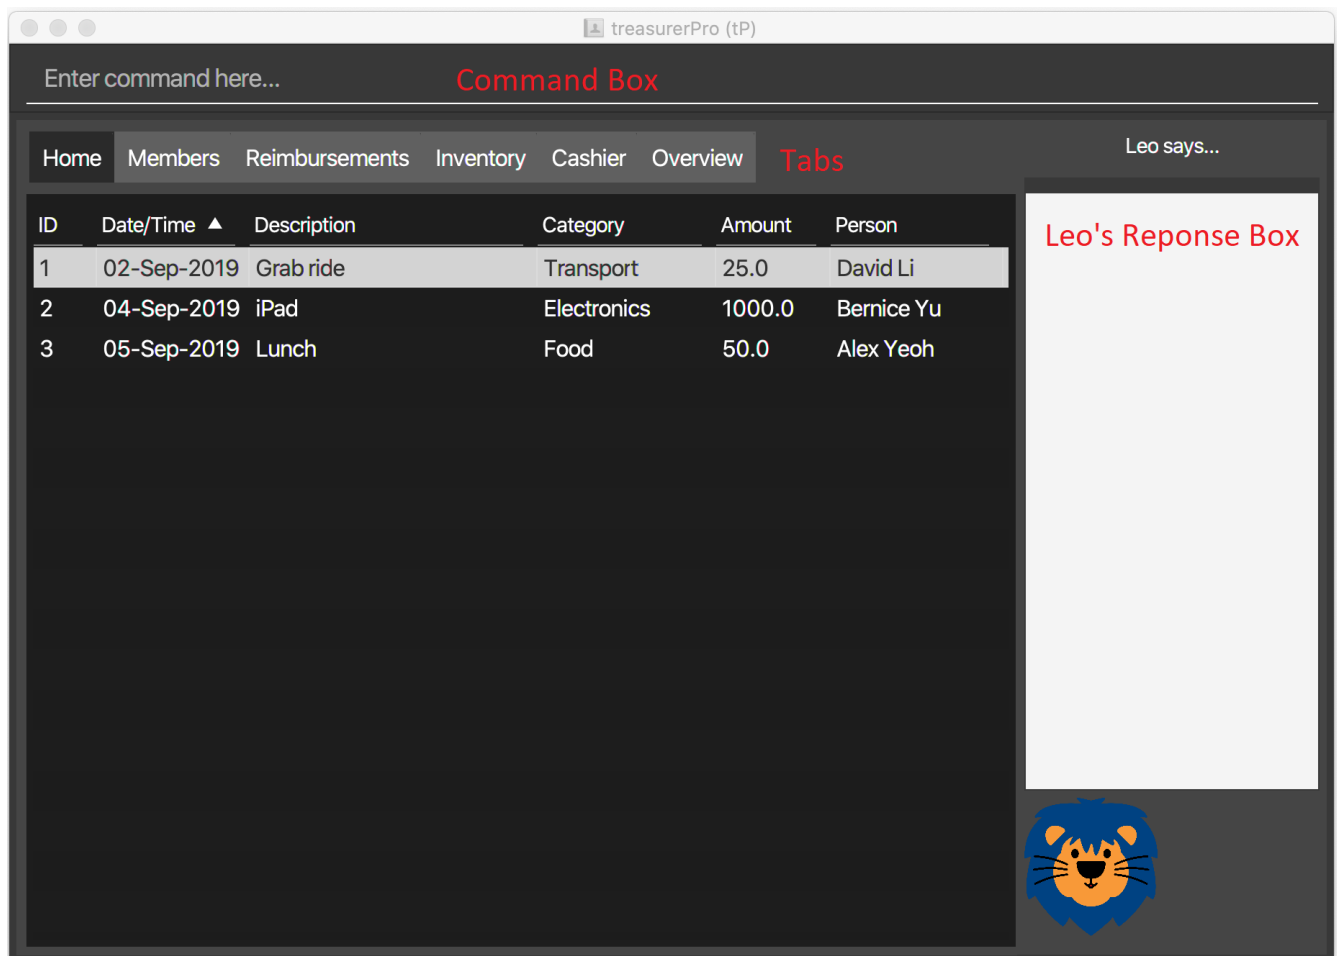 treasurerPro (tP)
Enter command here...
Command Box
Home Members Reimbursements Inventory Cashier Overview
Tabs
Leo says...
Leo's Reponse Box
ID Date/Time ▲ Description Category Amount Person
1 02-Sep-2019 Grab ride Transport 25.0 David Li
2 04-Sep-2019 iPad Electronics 1000.0 Bernice Yu
3 05-Sep-2019 Lunch Food 50.0 Alex Yeoh